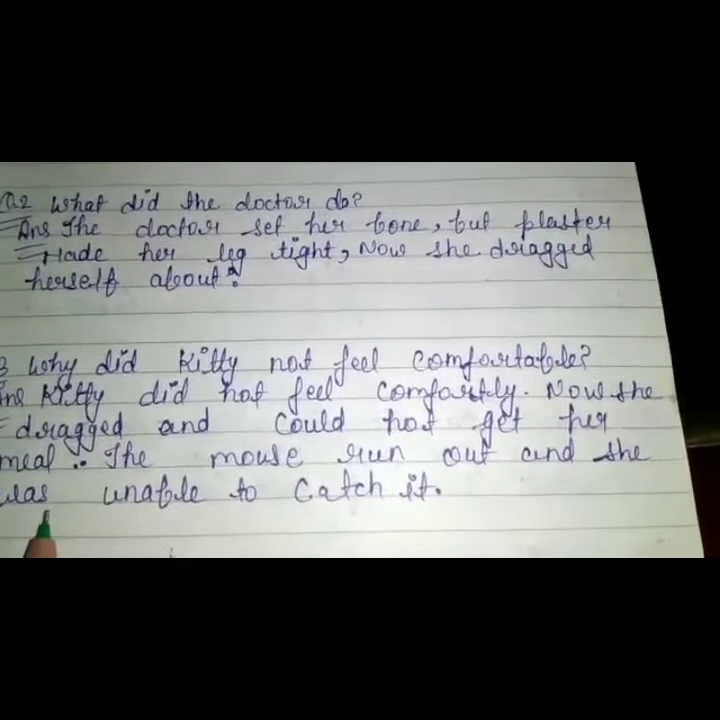 Q.2 What did the doctor do?
Ans The doctor set her bone, but plaster
Made her leg tight, Now she dragged
herself about.
3 Why did Kitty not feel Comfortable?
Ans Kitty did not feel Comfortly. Now she
dragged and Could not get her
meal. The mouse run out and she
was unable to Catch it.